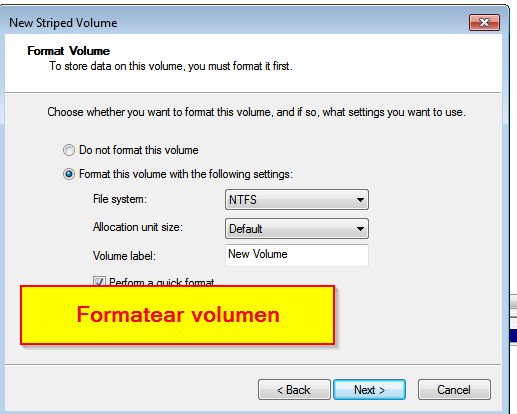 New Striped Volume
Format Volume
To store data on this volume, you must format it first.
Choose whether you want to format this volume, and if so, what settings you want to use.
Do not format this volume
Format this volume with the following settings:
File system: NTFS
Allocation unit size: Default
Volume label: New Volume
Perform a quick format
Formatear volumen
< Back Next > Cancel